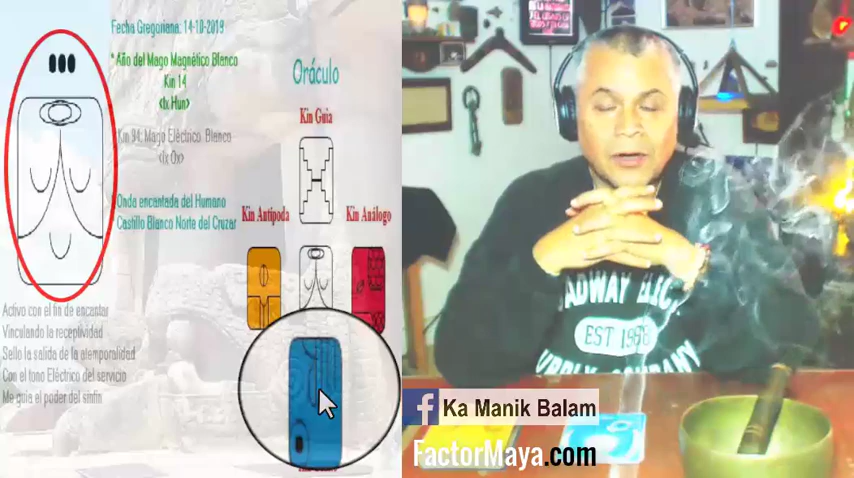 Fecha Gregoriana: 14-10-2019
* Año del Mago Magnético Blanco
Kin 14
<Ix Hun>
Kin 94: Mago Eléctrico Blanco
<Ix Ox>
Onda encantada del Humano
Castillo Blanco Norte del Cruzar
Oráculo
Kin Guía
Kin Antípoda
Kin Análogo
Activo con el fin de encantar
Vinculando la receptividad
Sello la salida de la atemporalidad
Con el tono Eléctrico del servicio
Me guía el poder del sinfín
EST 1986
COMPANY
f Ka Manik Balam
FactorMaya.com